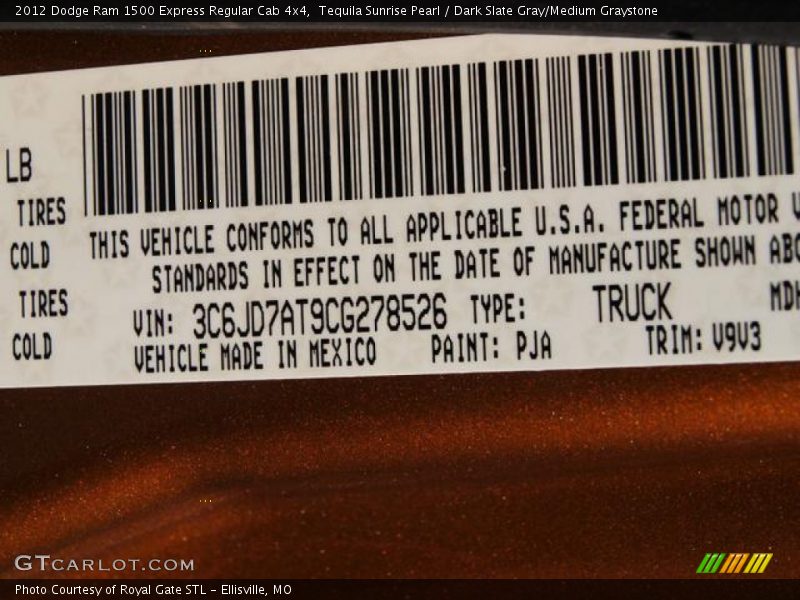 2012 Dodge Ram 1500 Express Regular Cab 4x4,  Tequila Sunrise Pearl / Dark Slate Gray/Medium Graystone
LB
TIRES
COLD
TIRES
COLD
THIS VEHICLE CONFORMS TO ALL APPLICABLE U.S.A. FEDERAL MOTOR
STANDARDS IN EFFECT ON THE DATE OF MANUFACTURE SHOWN ABO
VIN: 3C6JD7AT9CG278526 TYPE: TRUCK MDH
VEHICLE MADE IN MEXICO PAINT: PJA TRIM: V9V3
GTCARLOT.COM
Photo Courtesy of Royal Gate STL – Ellisville, MO